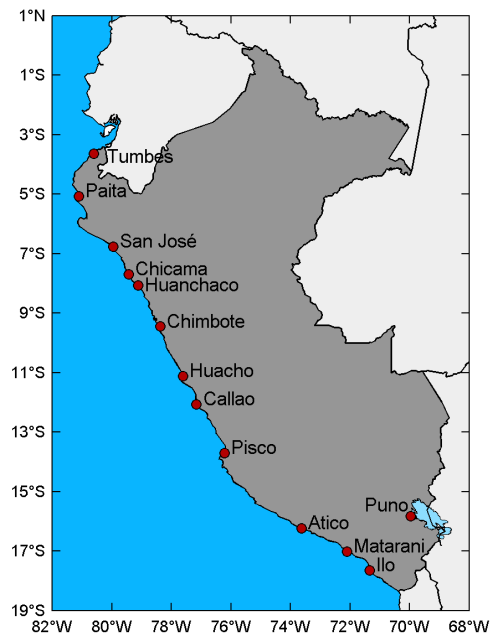 1°N
1°S
3°S
Tumbes
5°S
Paita
San José
7°S
Chicama
Huanchaco
9°S
Chimbote
11°S
Huacho
Callao
13°S
Pisco
15°S
Puno
Atico
17°S
Matarani
Ilo
19°S
82°W 80°W 78°W 76°W 74°W 72°W 70°W 68°W